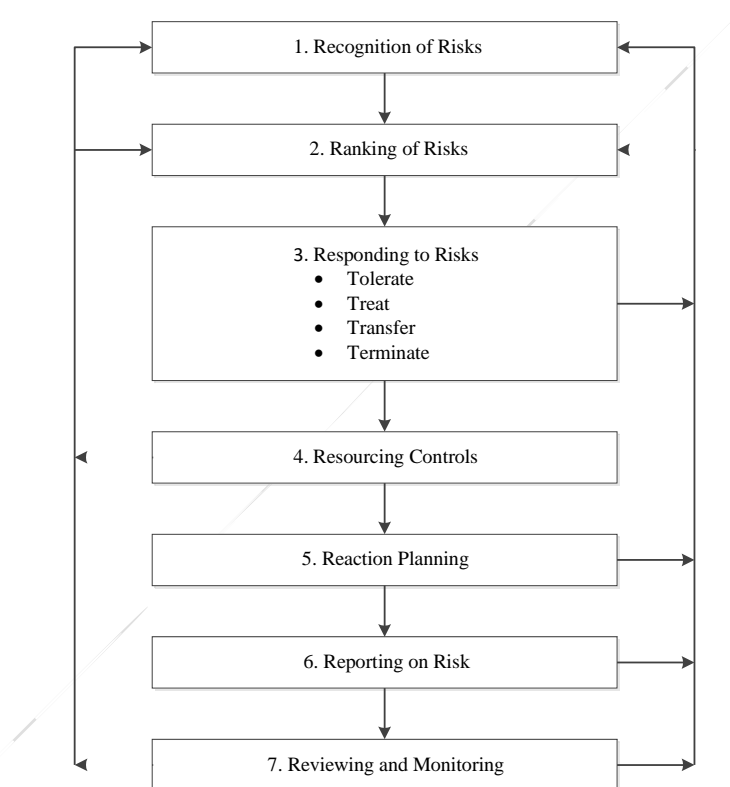 1. Recognition of Risks
2. Ranking of Risks
3. Responding to Risks
• Tolerate
• Treat
• Transfer
• Terminate
4. Resourcing Controls
5. Reaction Planning
6. Reporting on Risk
7. Reviewing and Monitoring